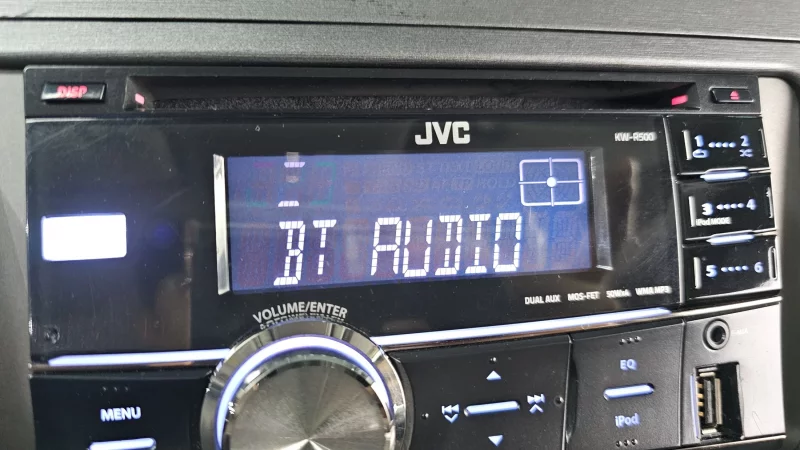 DISP
JVC
KW-R500
1 2
3 4
iPod MODE
5 6
BT AUDIO
DUAL AUX MOS-FET 50Wx4 WMA MP3
VOLUME/ENTER
MENU
EQ
iPod